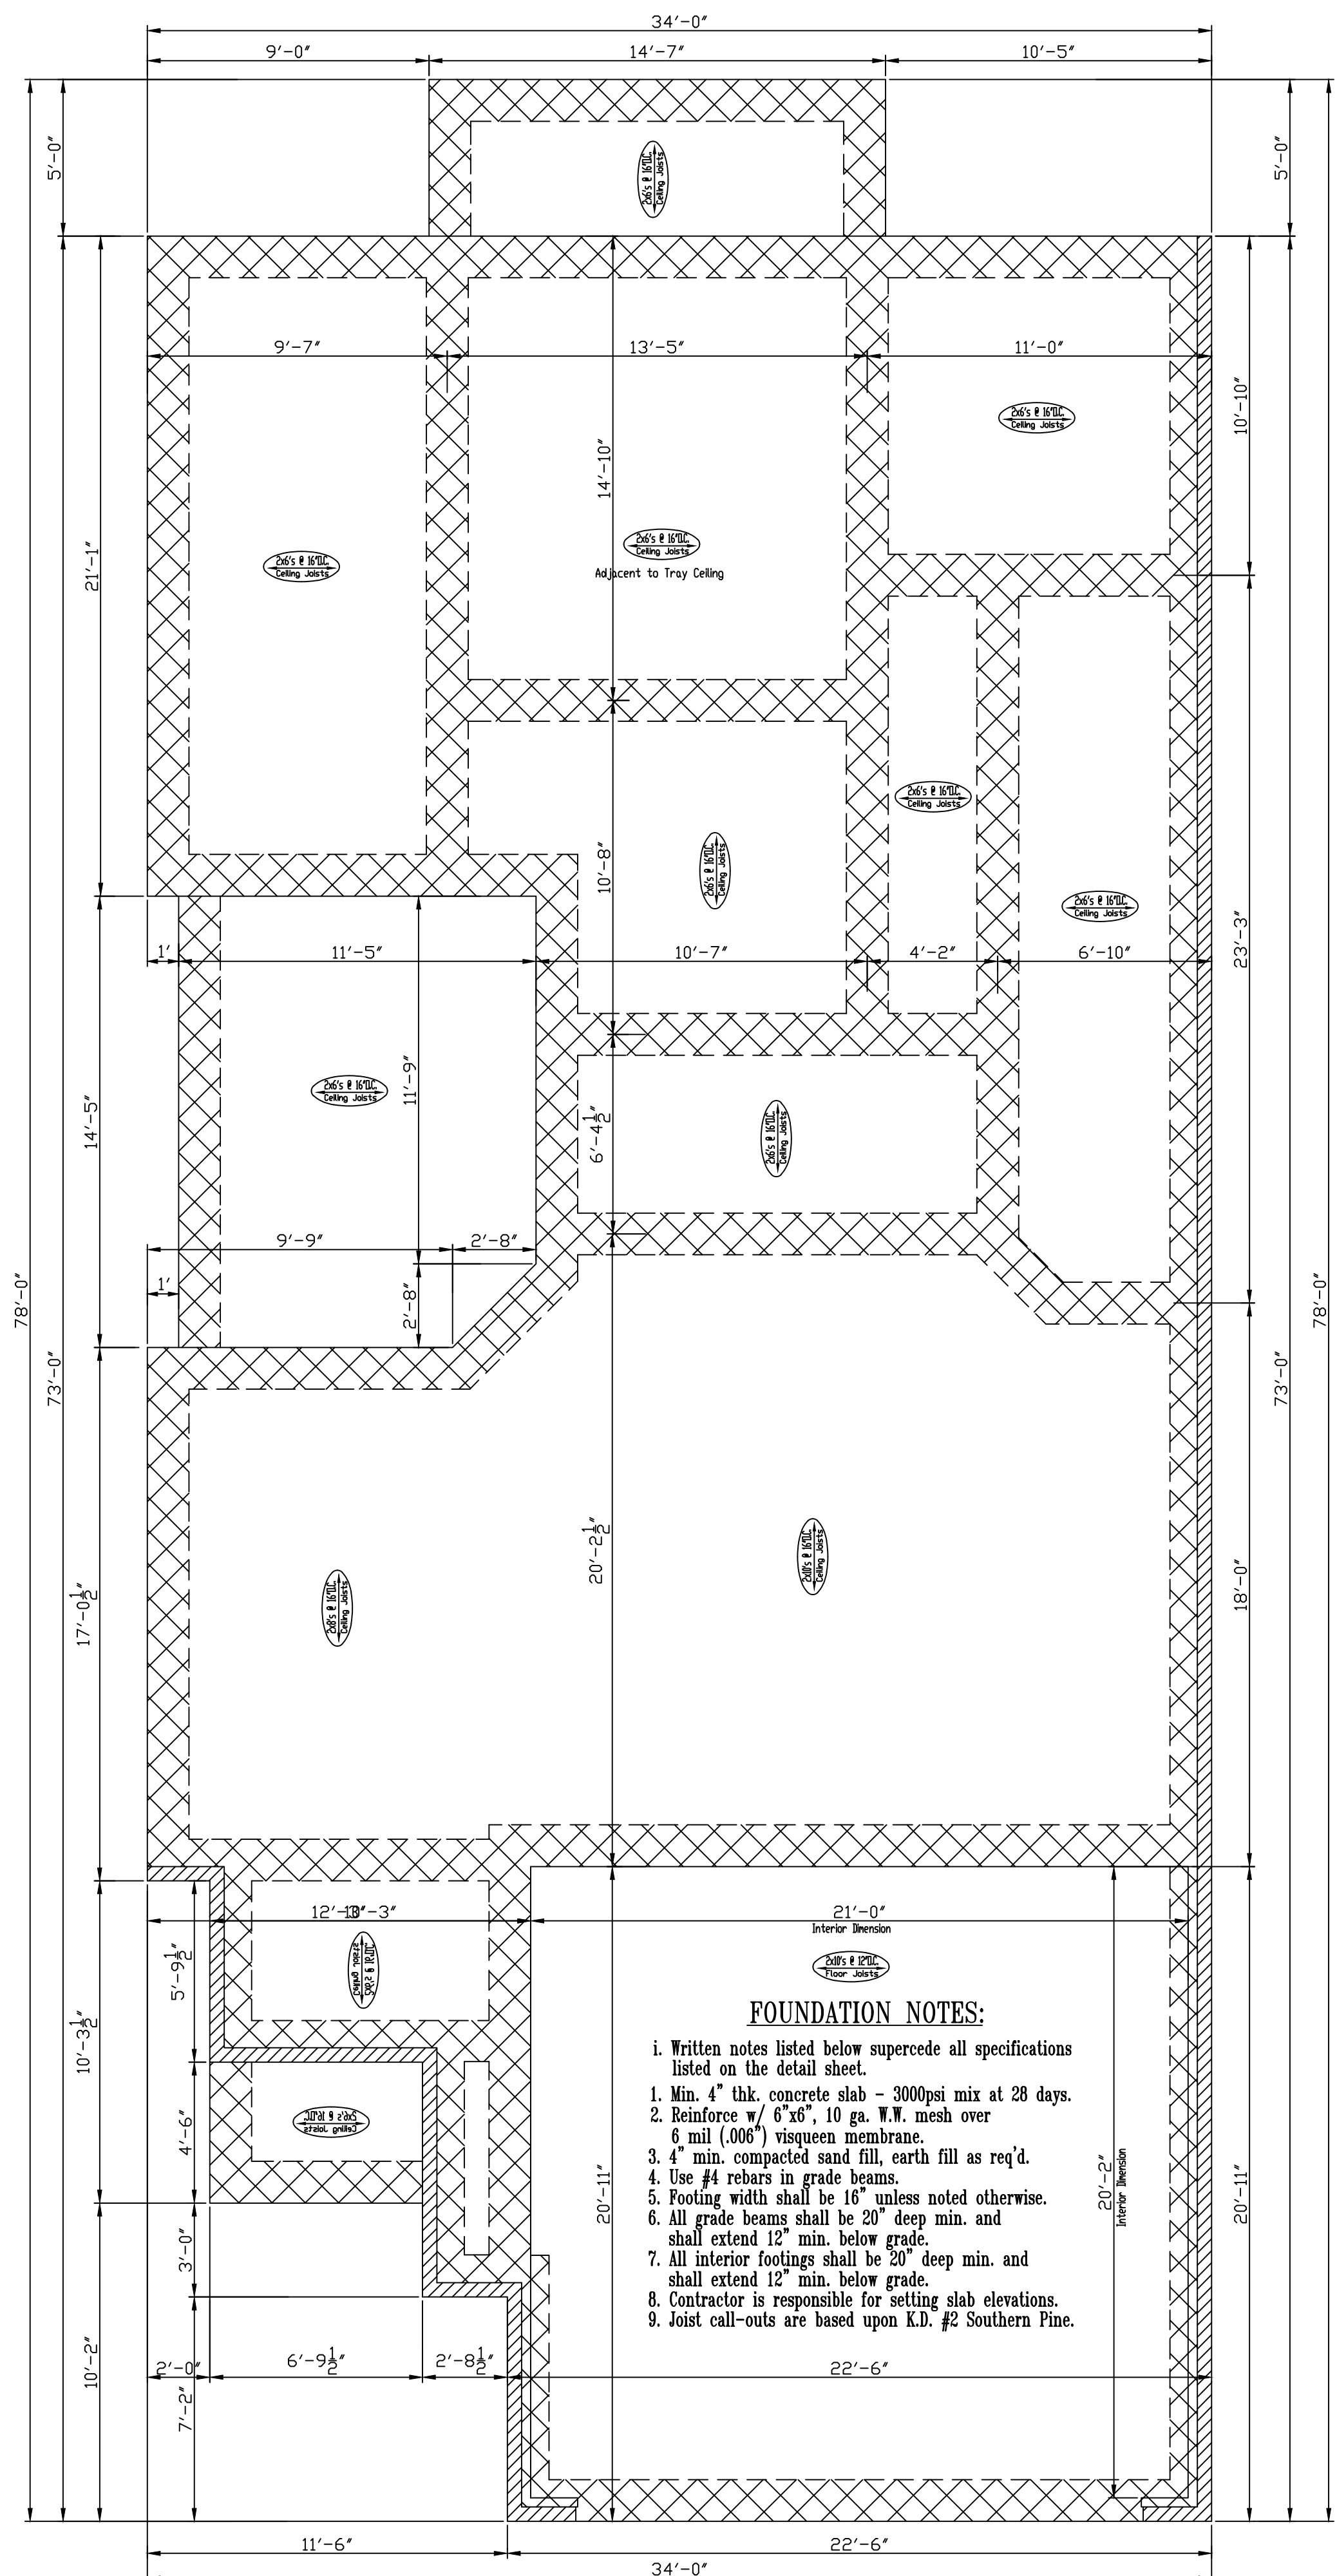 34'-0"
9'-0" 14'-7" 10'-5"
5'-0" 5'-0"
2x6's @ 16"O.C.
Ceiling Joists
9'-7" 13'-5" 11'-0"
10'-10"
2x6's @ 16"O.C.
Ceiling Joists
14'-10"
21'-1"
2x6's @ 16"O.C.
Ceiling Joists
2x6's @ 16"O.C.
Ceiling Joists
Adjacent to Tray Ceiling
2x6's @ 16"O.C.
Ceiling Joists
2x6's @ 16"O.C.
Ceiling Joists
10'-8"
2x6's @ 16"O.C.
Ceiling Joists
23'-3"
1' 11'-5" 10'-7" 4'-2" 6'-10"
14'-5"
2x6's @ 16"O.C.
Ceiling Joists
11'-9"
6'-4 1/2"
2x6's @ 16"O.C.
Ceiling Joists
9'-9" 2'-8"
1'
2'-8"
78'-0" 78'-0"
73'-0" 73'-0"
17'-0 1/2"
20'-2 1/2"
18'-0"
2x8's @ 16"O.C.
Ceiling Joists
2x10's @ 16"O.C.
Ceiling Joists
12'-3" 10'-3" 21'-0"
Interior Dimension
5'-9 1/2"
2x6's @ 16"O.C.
Ceiling Joists
2x10's @ 12"O.C.
Floor Joists
10'-3 1/2"
4'-6"
2x6's @ 16"O.C.
Ceiling Joists
3'-0"
20'-11"
FOUNDATION NOTES:
i. Written notes listed below supercede all specifications
listed on the detail sheet.
1. Min. 4" thk. concrete slab - 3000psi mix at 28 days.
2. Reinforce w/ 6"x6", 10 ga. W.W. mesh over
6 mil (.006") visqueen membrane.
3. 4" min. compacted sand fill, earth fill as req'd.
4. Use #4 rebars in grade beams.
5. Footing width shall be 16" unless noted otherwise.
6. All grade beams shall be 20" deep min. and
shall extend 12" min. below grade.
7. All interior footings shall be 20" deep min. and
shall extend 12" min. below grade.
8. Contractor is responsible for setting slab elevations.
9. Joist call-outs are based upon K.D. #2 Southern Pine.
20'-2"
Interior Dimension
20'-11"
10'-2"
2'-0" 6'-9 1/2" 2'-8 1/2" 22'-6"
7'-2"
11'-6" 22'-6"
34'-0"